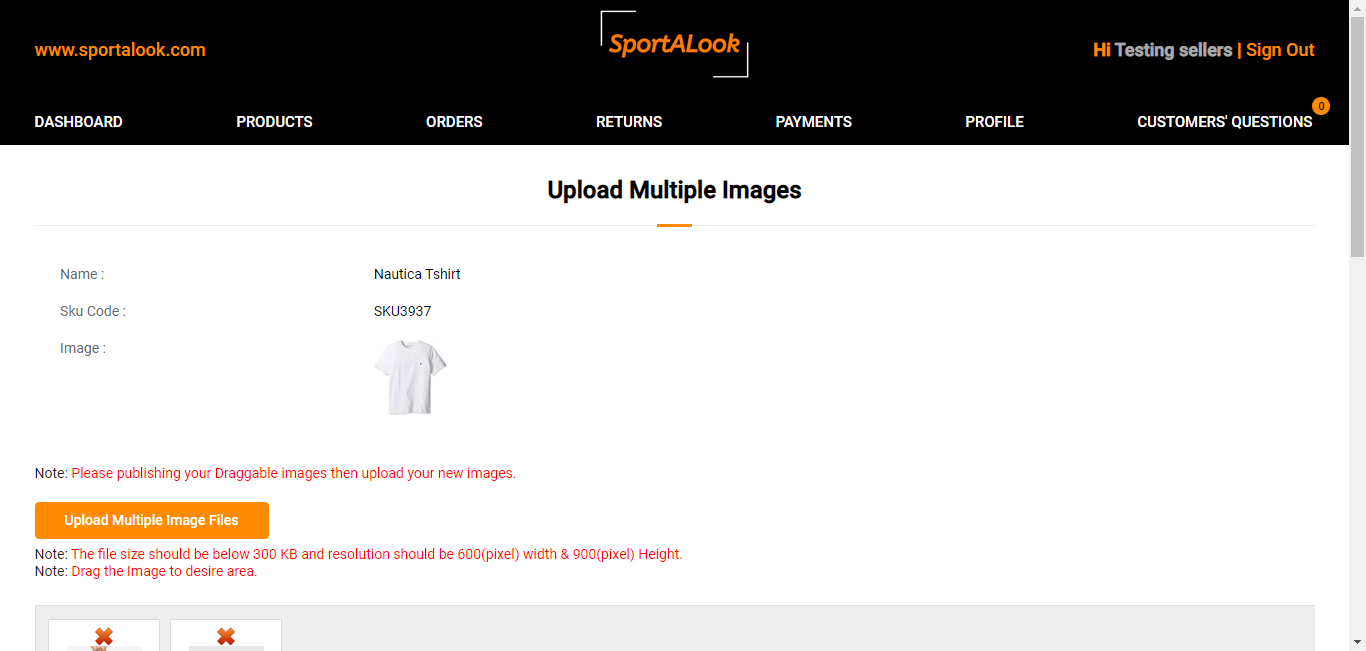 www.sportalook.com
SportALook
Hi Testing sellers | Sign Out
DASHBOARD
PRODUCTS
ORDERS
RETURNS
PAYMENTS
PROFILE
CUSTOMERS' QUESTIONS
0
Upload Multiple Images
Name :
Nautica Tshirt
Sku Code :
SKU3937
Image :
Note: Please publishing your Draggable images then upload your new images.
Upload Multiple Image Files
Note: The file size should be below 300 KB and resolution should be 600(pixel) width & 900(pixel) Height.
Note: Drag the Image to desire area.